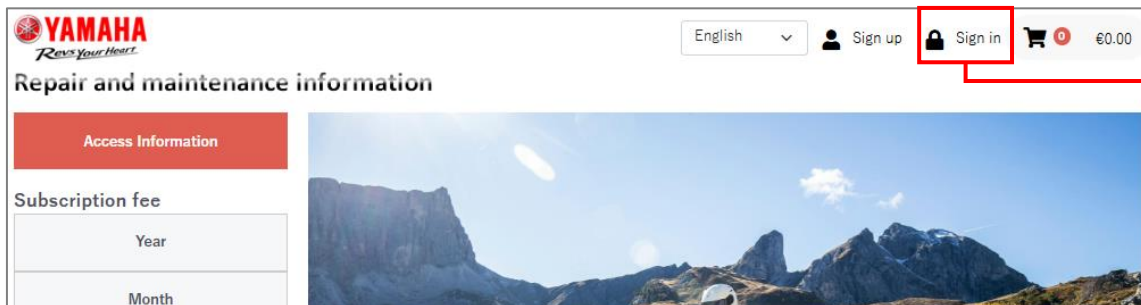 YAMAHA
Revs Your Heart
English
Sign up
Sign in
0
€0.00
Repair and maintenance information
Access Information
Subscription fee
Year
Month